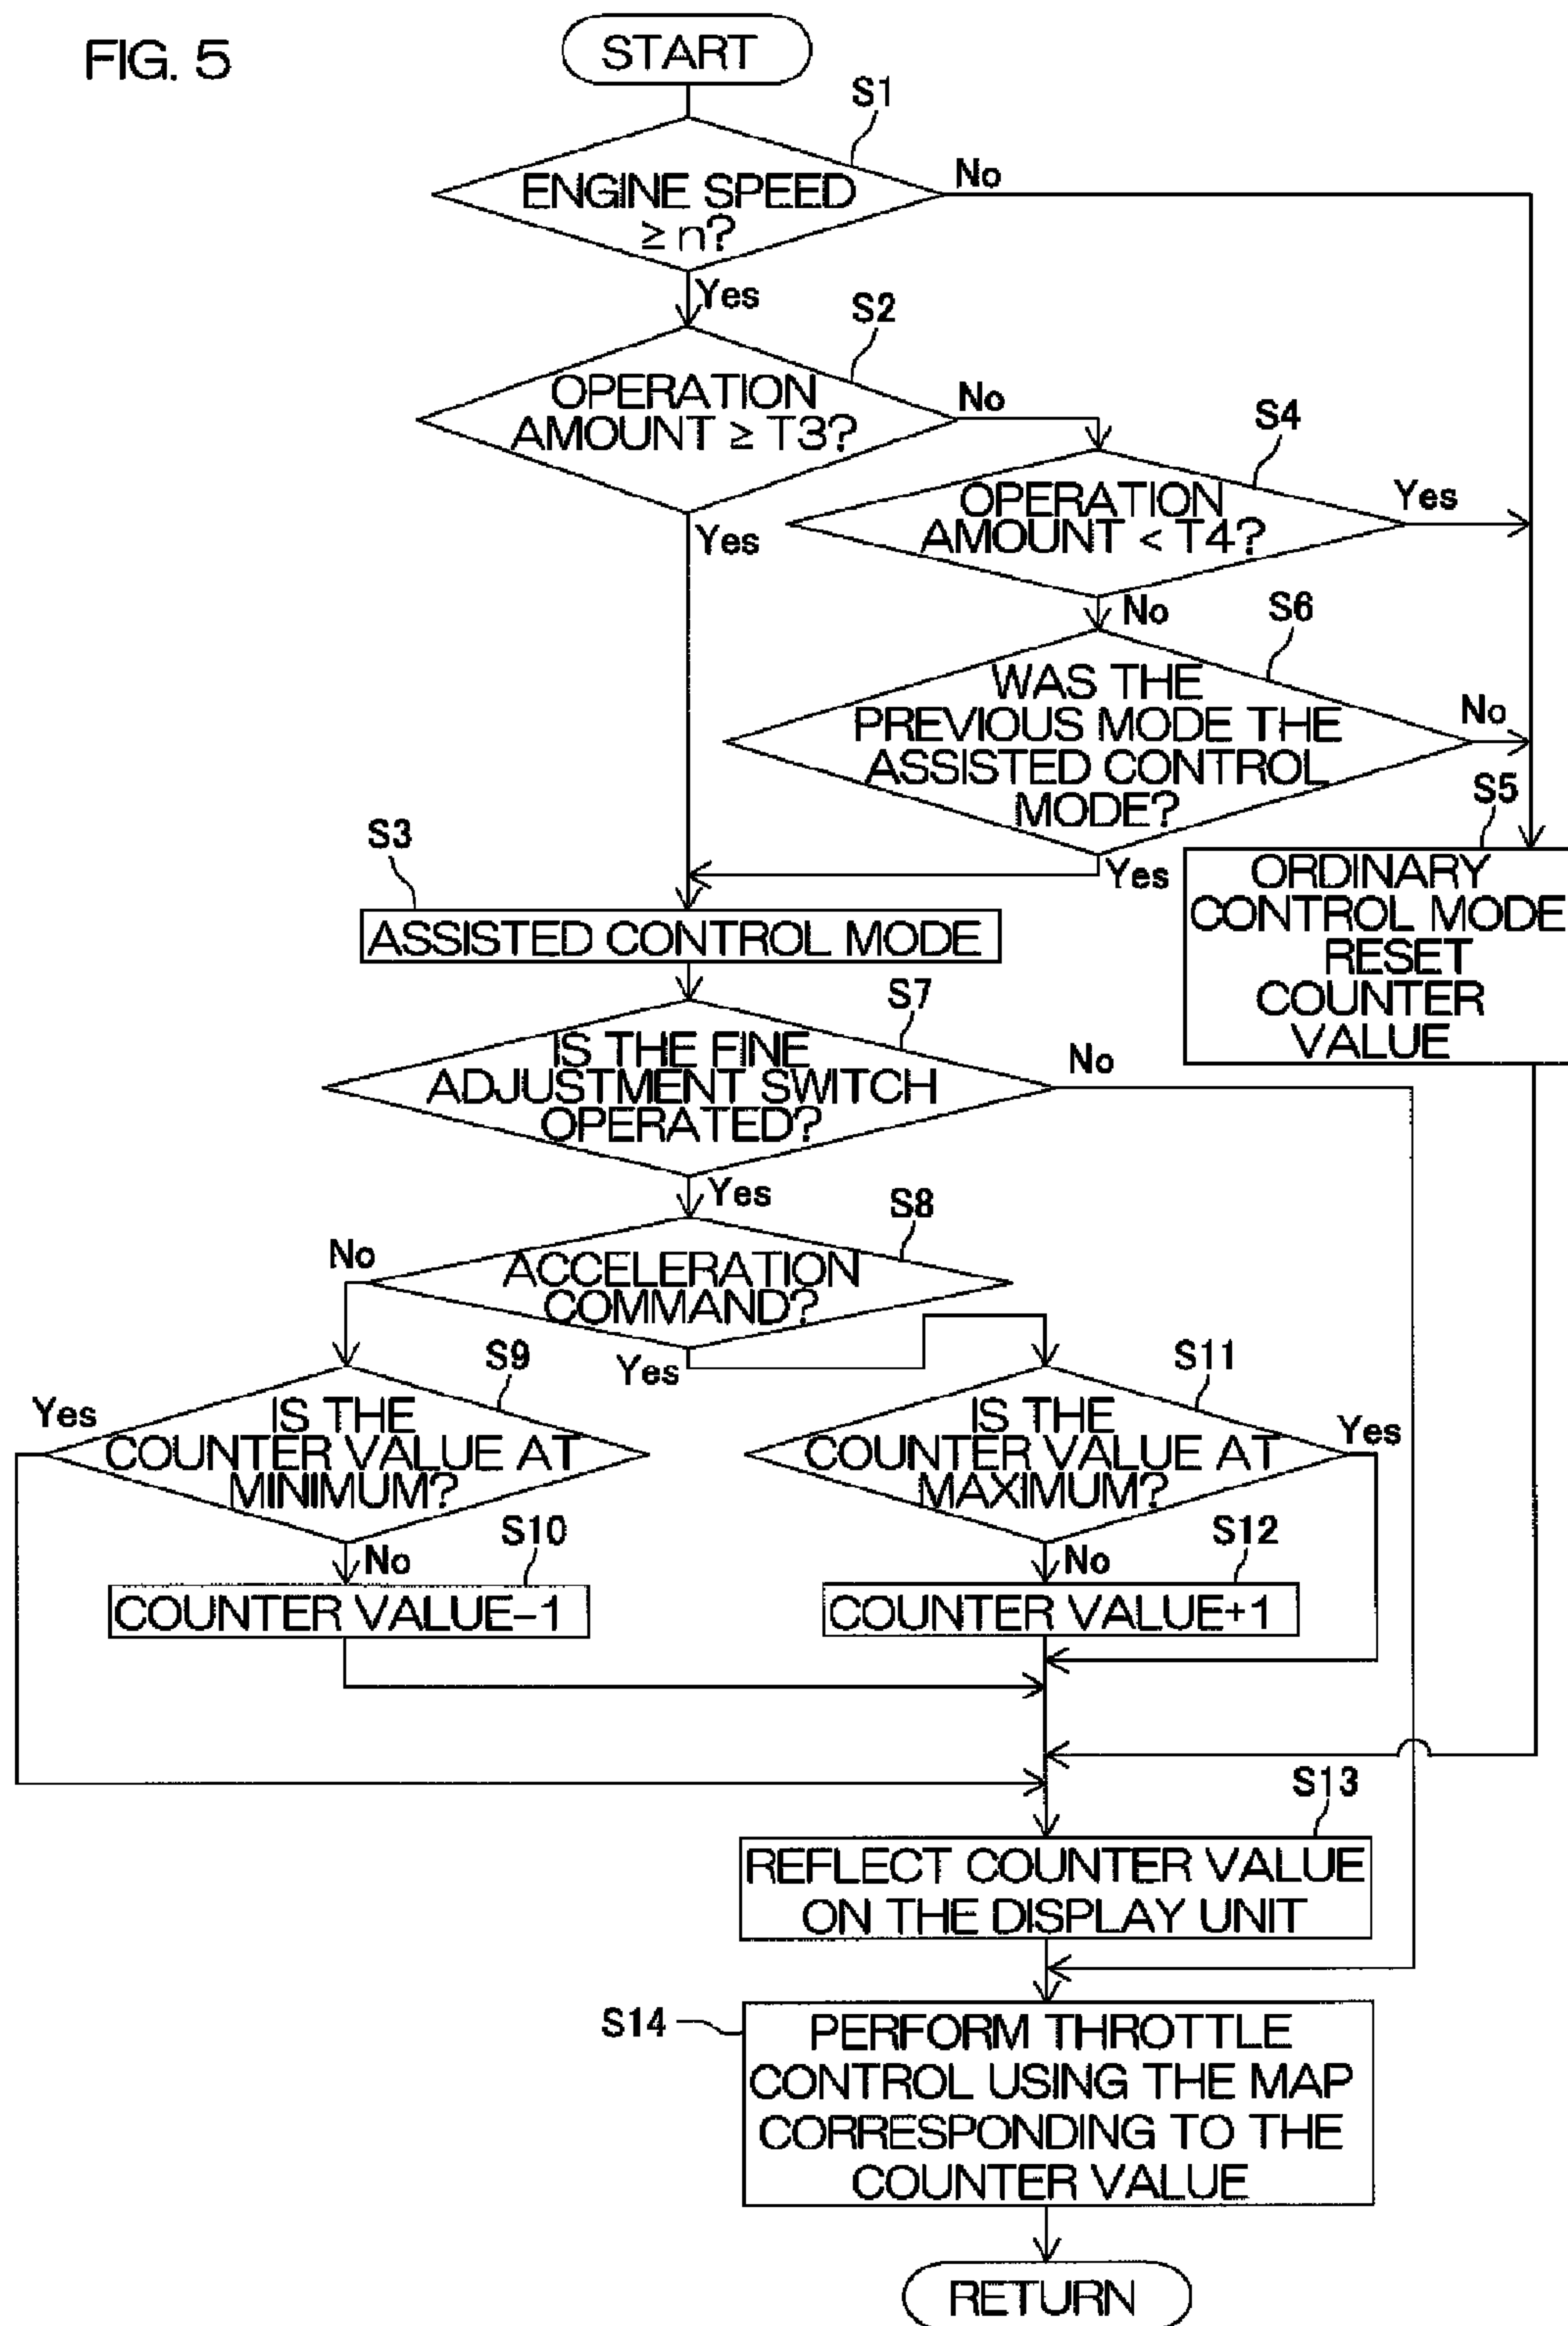 FIG. 5
START
S1
ENGINE SPEED
≥ n?
No
Yes
S2
OPERATION
AMOUNT ≥ T3?
No
Yes
S4
OPERATION
AMOUNT < T4?
Yes
No
S6
WAS THE
PREVIOUS MODE THE
ASSISTED CONTROL
MODE?
No
Yes
S5
ORDINARY
CONTROL MODE
RESET
COUNTER
VALUE
S3
ASSISTED CONTROL MODE
S7
IS THE FINE
ADJUSTMENT SWITCH
OPERATED?
No
Yes
S8
ACCELERATION
COMMAND?
No
Yes
S9
IS THE
COUNTER VALUE AT
MINIMUM?
Yes
No
S10
COUNTER VALUE−1
S11
IS THE
COUNTER VALUE AT
MAXIMUM?
Yes
No
S12
COUNTER VALUE+1
S13
REFLECT COUNTER VALUE
ON THE DISPLAY UNIT
S14
PERFORM THROTTLE
CONTROL USING THE MAP
CORRESPONDING TO THE
COUNTER VALUE
RETURN